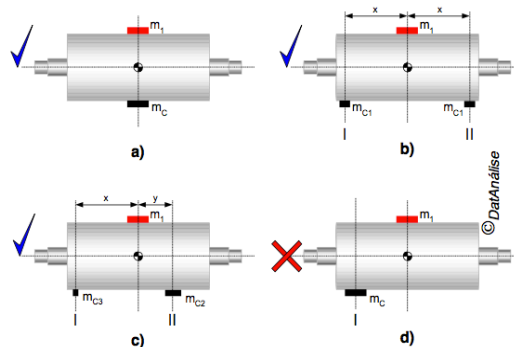 m1
mC
a)
x x
m1
mC1 mC1
I II
b)
©DatAnálise
x y
m1
mC3 mC2
I II
c)
m1
mC
I
d)